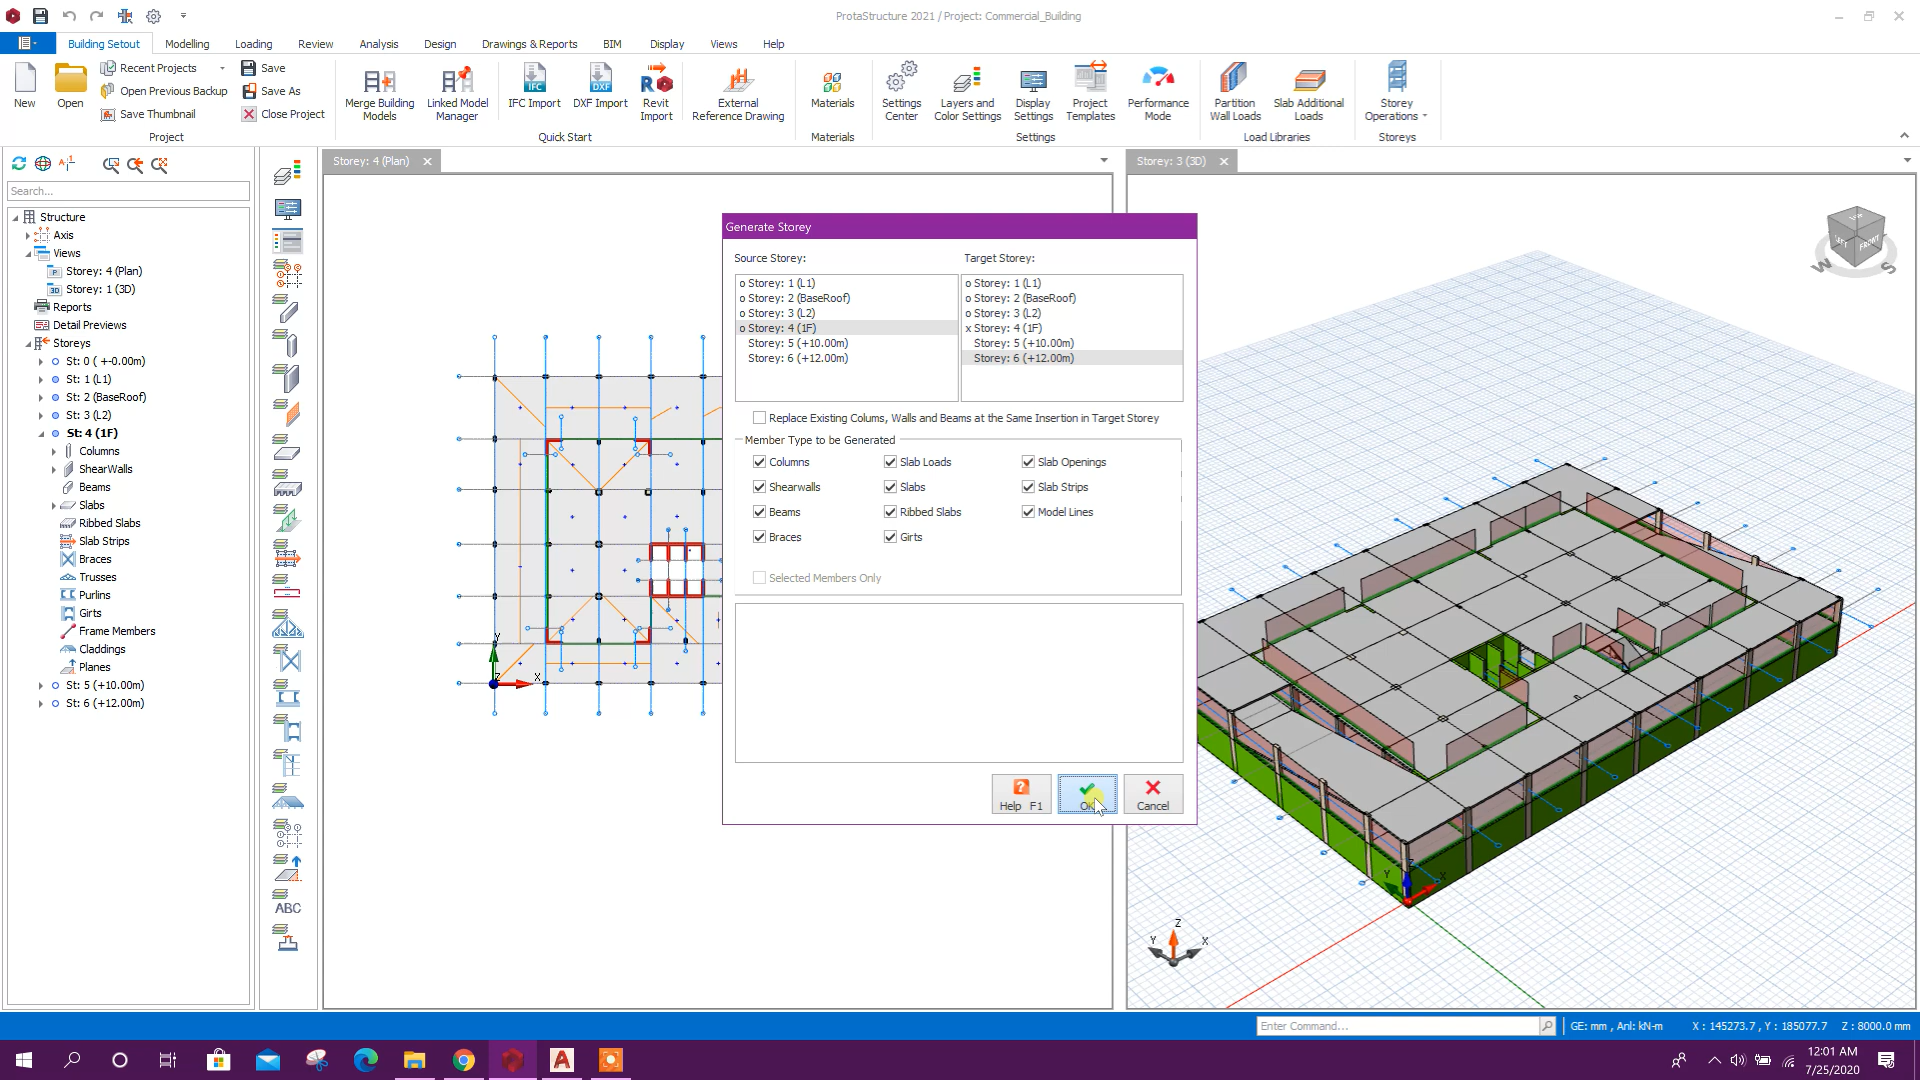 ProtaStructure 2021 / Project: Commercial_Building
Building Setout Modelling Loading Review Analysis Design Drawings & Reports BIM Display Views Help
New
Open
Recent Projects
Open Previous Backup
Save Thumbnail
Save
Save As
Close Project
Project
Merge Building Models
Linked Model Manager
IFC Import
DXF Import
Revit Import
External Reference Drawing
Quick Start
Materials
Materials
Settings Center
Layers and Color Settings
Display Settings
Project Templates
Performance Mode
Settings
Partition Wall Loads
Slab Additional Loads
Load Libraries
Storey Operations
Storeys
Search...
Structure
Axis
Views
Storey: 4 (Plan)
Storey: 1 (3D)
Reports
Detail Previews
Storeys
St: 0 ( +-0.00m)
St: 1 (L1)
St: 2 (BaseRoof)
St: 3 (L2)
St: 4 (1F)
Columns
ShearWalls
Beams
Slabs
Ribbed Slabs
Slab Strips
Braces
Trusses
Purlins
Girts
Frame Members
Claddings
Planes
St: 5 (+10.00m)
St: 6 (+12.00m)
ABC
Storey: 4 (Plan)
Y
Z
X
Generate Storey
Source Storey:
o Storey: 1 (L1)
o Storey: 2 (BaseRoof)
o Storey: 3 (L2)
o Storey: 4 (1F)
Storey: 5 (+10.00m)
Storey: 6 (+12.00m)
Target Storey:
o Storey: 1 (L1)
o Storey: 2 (BaseRoof)
o Storey: 3 (L2)
x Storey: 4 (1F)
Storey: 5 (+10.00m)
Storey: 6 (+12.00m)
Replace Existing Colums, Walls and Beams at the Same Insertion in Target Storey
Member Type to be Generated
Columns Slab Loads Slab Openings
Shearwalls Slabs Slab Strips
Beams Ribbed Slabs Model Lines
Braces Girts
Selected Members Only
Help F1
OK
Cancel
Storey: 3 (3D)
TOP
LEFT
FRONT
W
S
Z
Y
X
Z
Y
X
Enter Command...
GE: mm , Anl: kN-m
X : 145273.7 , Y : 185077.7
Z : 8000.0 mm
12:01 AM
7/25/2020